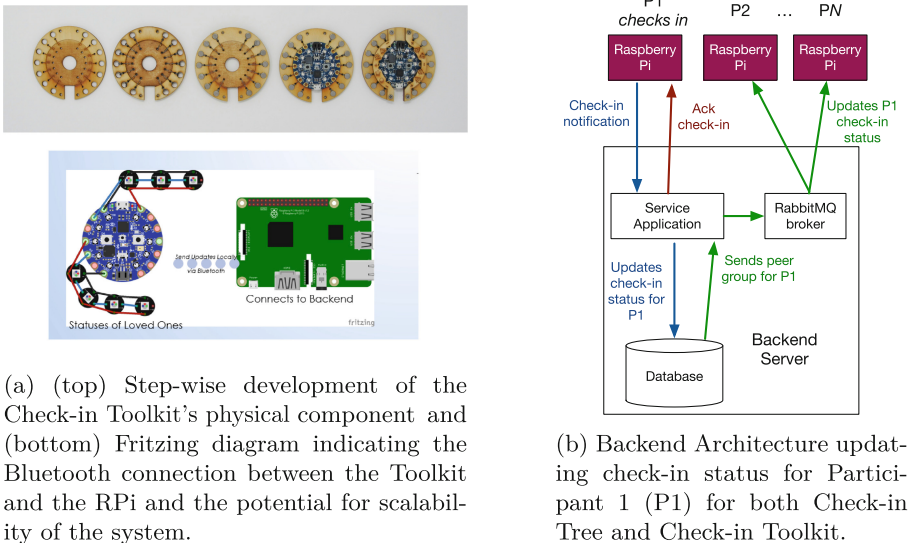 Send Updates Locally
via Bluetooth
Connects to Backend
Statuses of Loved Ones
fritzing
(a) (top) Step-wise development of the
Check-in Toolkit's physical component and
(bottom) Fritzing diagram indicating the
Bluetooth connection between the Toolkit
and the RPi and the potential for scalabil-
ity of the system.
P1
checks in
P2 ... PN
Raspberry
Pi
Raspberry
Pi
Raspberry
Pi
Check-in
notification
Ack
check-in
Updates P1
check-in
status
Service
Application
RabbitMQ
broker
Updates
check-in
status for
P1
Sends peer
group for P1
Backend
Server
Database
(b) Backend Architecture updat-
ing check-in status for Partici-
pant 1 (P1) for both Check-in
Tree and Check-in Toolkit.